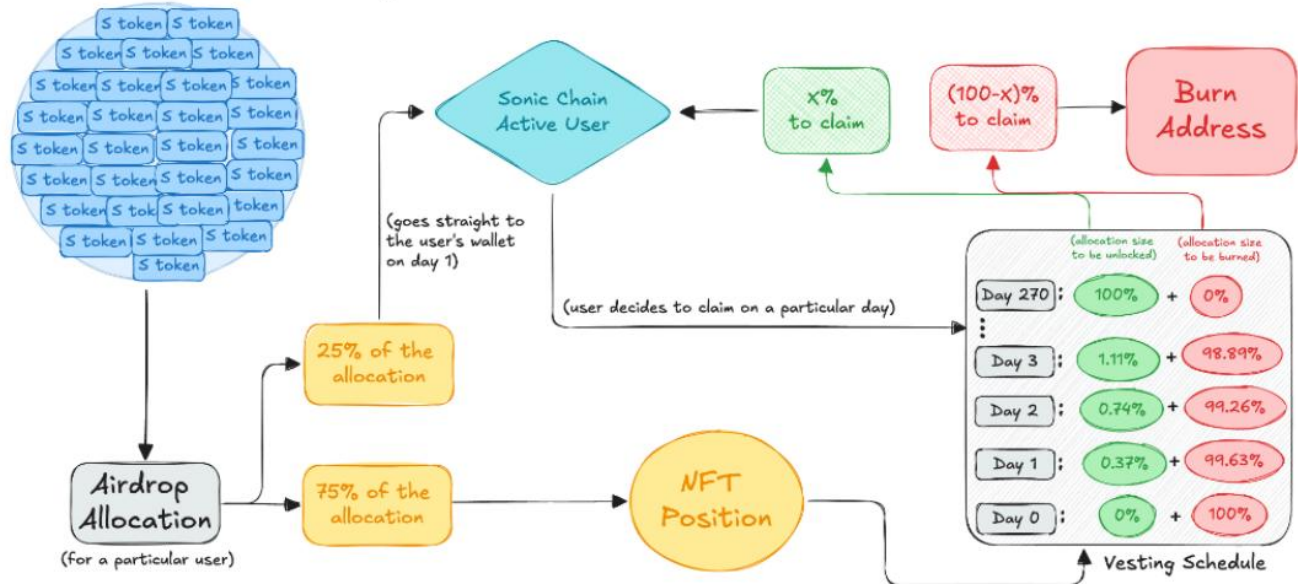 S token S token
S token S token S token
S token S token S token S token
S token S token S token S token
S token S token S token S token
S token S token S token S token
S token S tok S token token
S token S token S token
S token
Sonic Chain
Active User
x%
to claim
(100-x)%
to claim
Burn
Address
(goes straight to
the user's wallet
on day 1)
(user decides to claim on a particular day)
25% of the
allocation
Airdrop
Allocation
(for a particular user)
75% of the
allocation
NFT
Position
(allocation size
to be unlocked)
(allocation size
to be burned)
Day 270 : 100% + 0%
Day 3 : 1.11% + 98.89%
Day 2 : 0.74% + 99.26%
Day 1 : 0.37% + 99.63%
Day 0 : 0% + 100%
Vesting Schedule